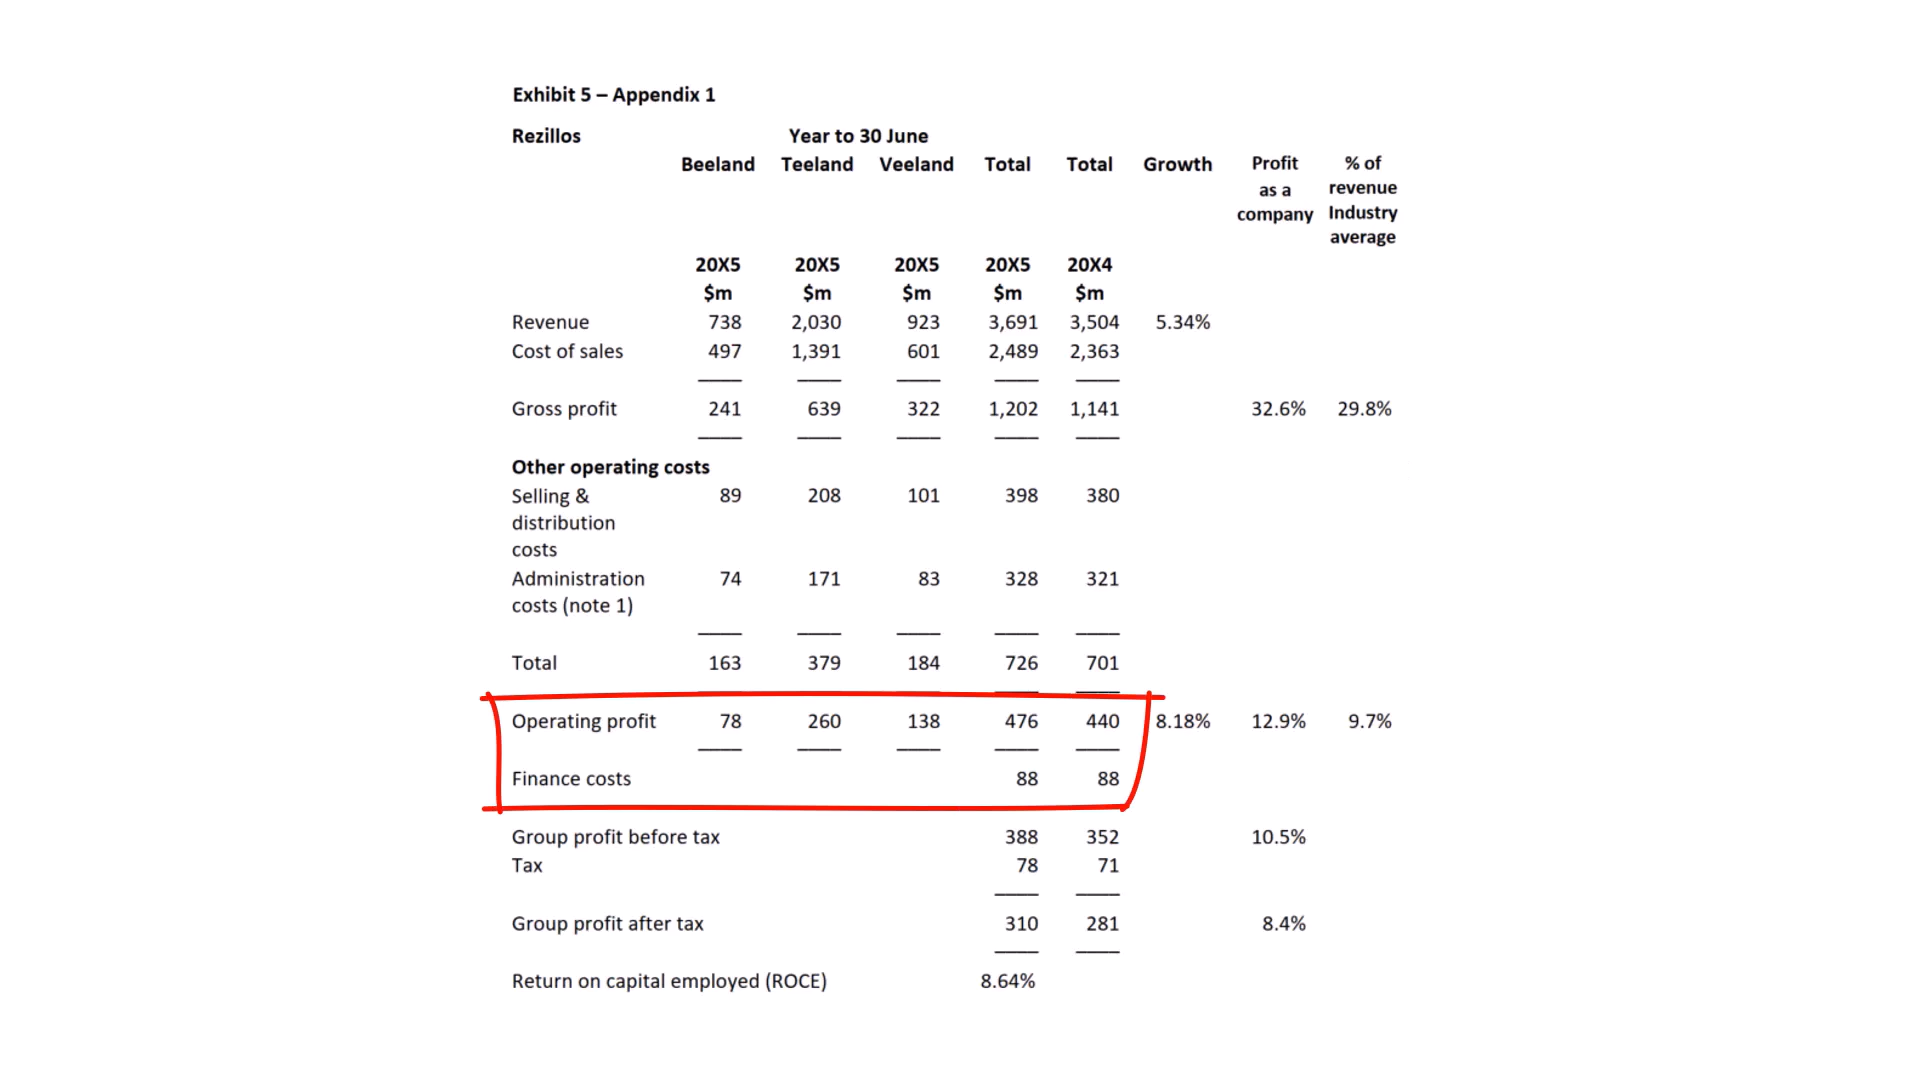 Exhibit 5 – Appendix 1
Rezillos Year to 30 June
Beeland Teeland Veeland Total Total Growth Profit % of
as a revenue
company Industry
average
20X5 20X5 20X5 20X5 20X4
$m $m $m $m $m
Revenue 738 2,030 923 3,691 3,504 5.34%
Cost of sales 497 1,391 601 2,489 2,363
Gross profit 241 639 322 1,202 1,141 32.6% 29.8%
Other operating costs
Selling & 89 208 101 398 380
distribution
costs
Administration 74 171 83 328 321
costs (note 1)
Total 163 379 184 726 701
Operating profit 78 260 138 476 440 8.18% 12.9% 9.7%
Finance costs 88 88
Group profit before tax 388 352 10.5%
Tax 78 71
Group profit after tax 310 281 8.4%
Return on capital employed (ROCE) 8.64%